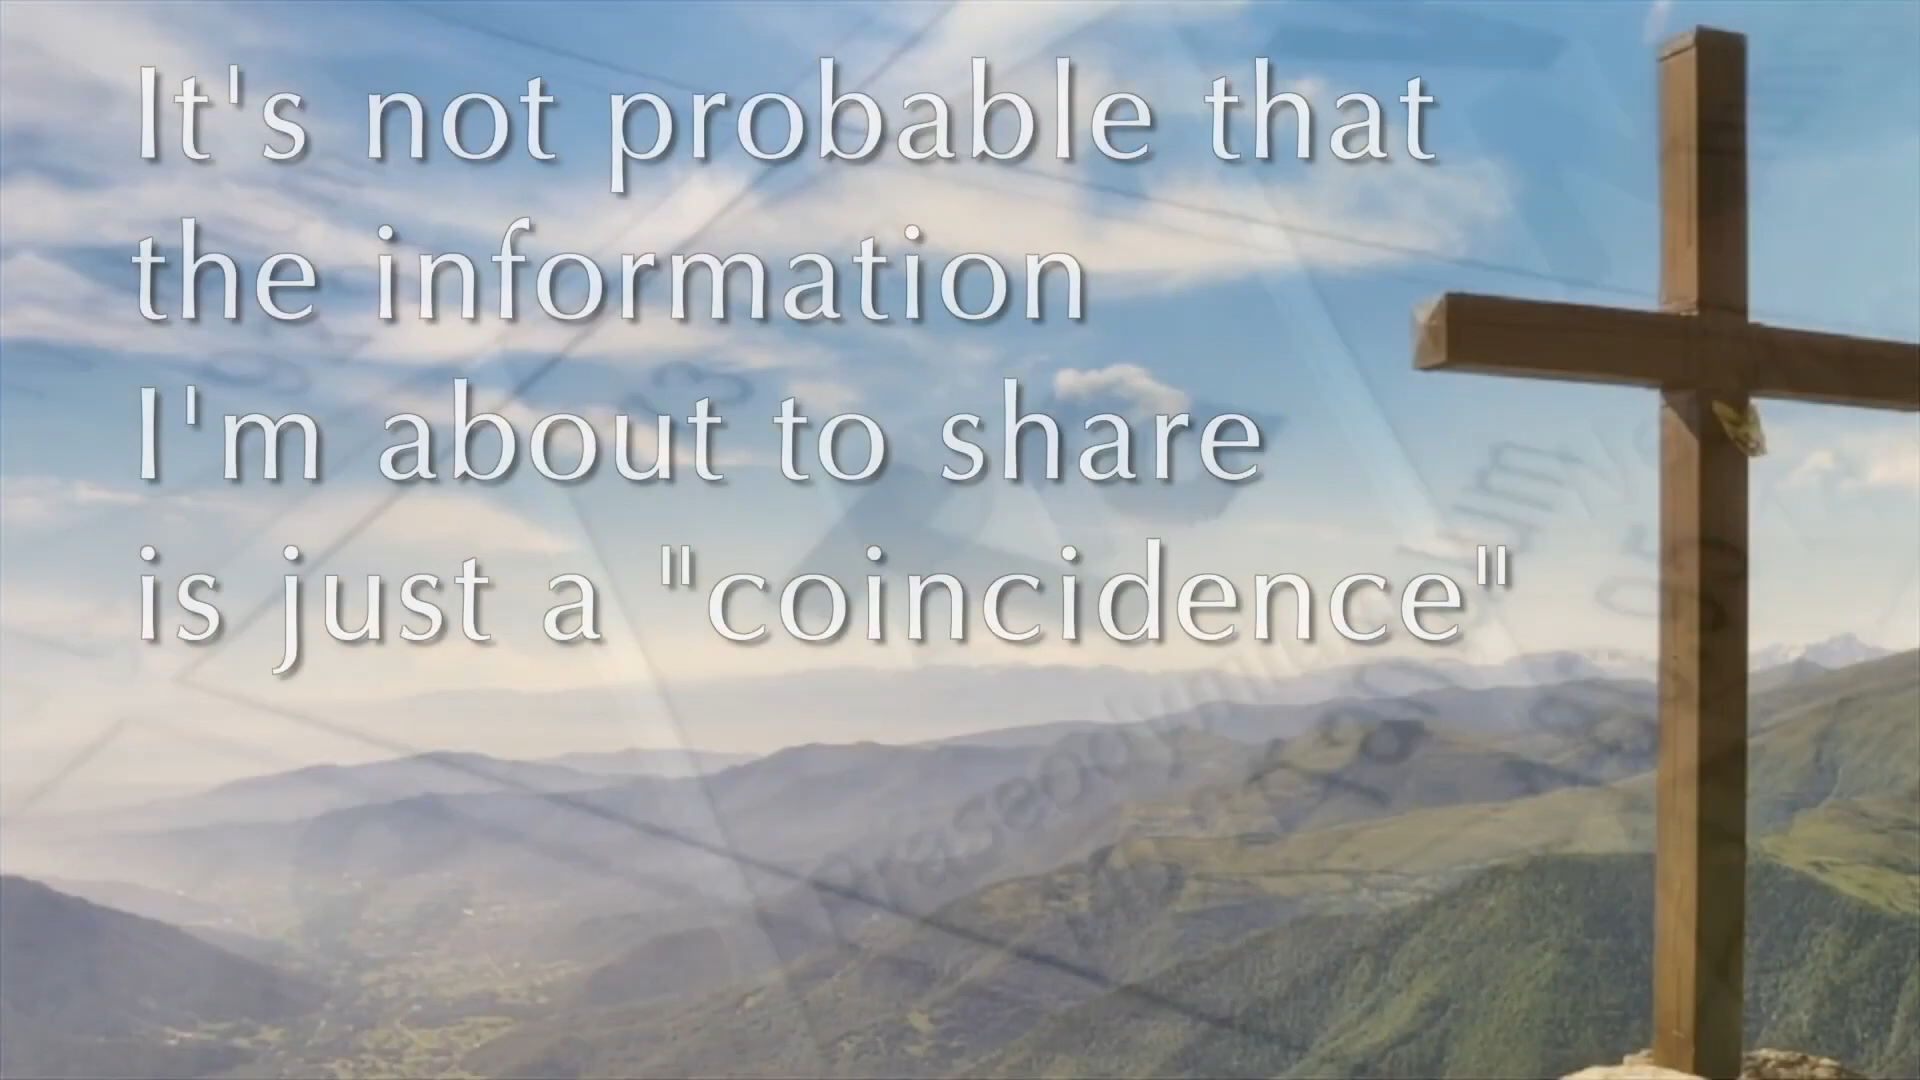 It's not probable that
the information
I'm about to share
is just a "coincidence"